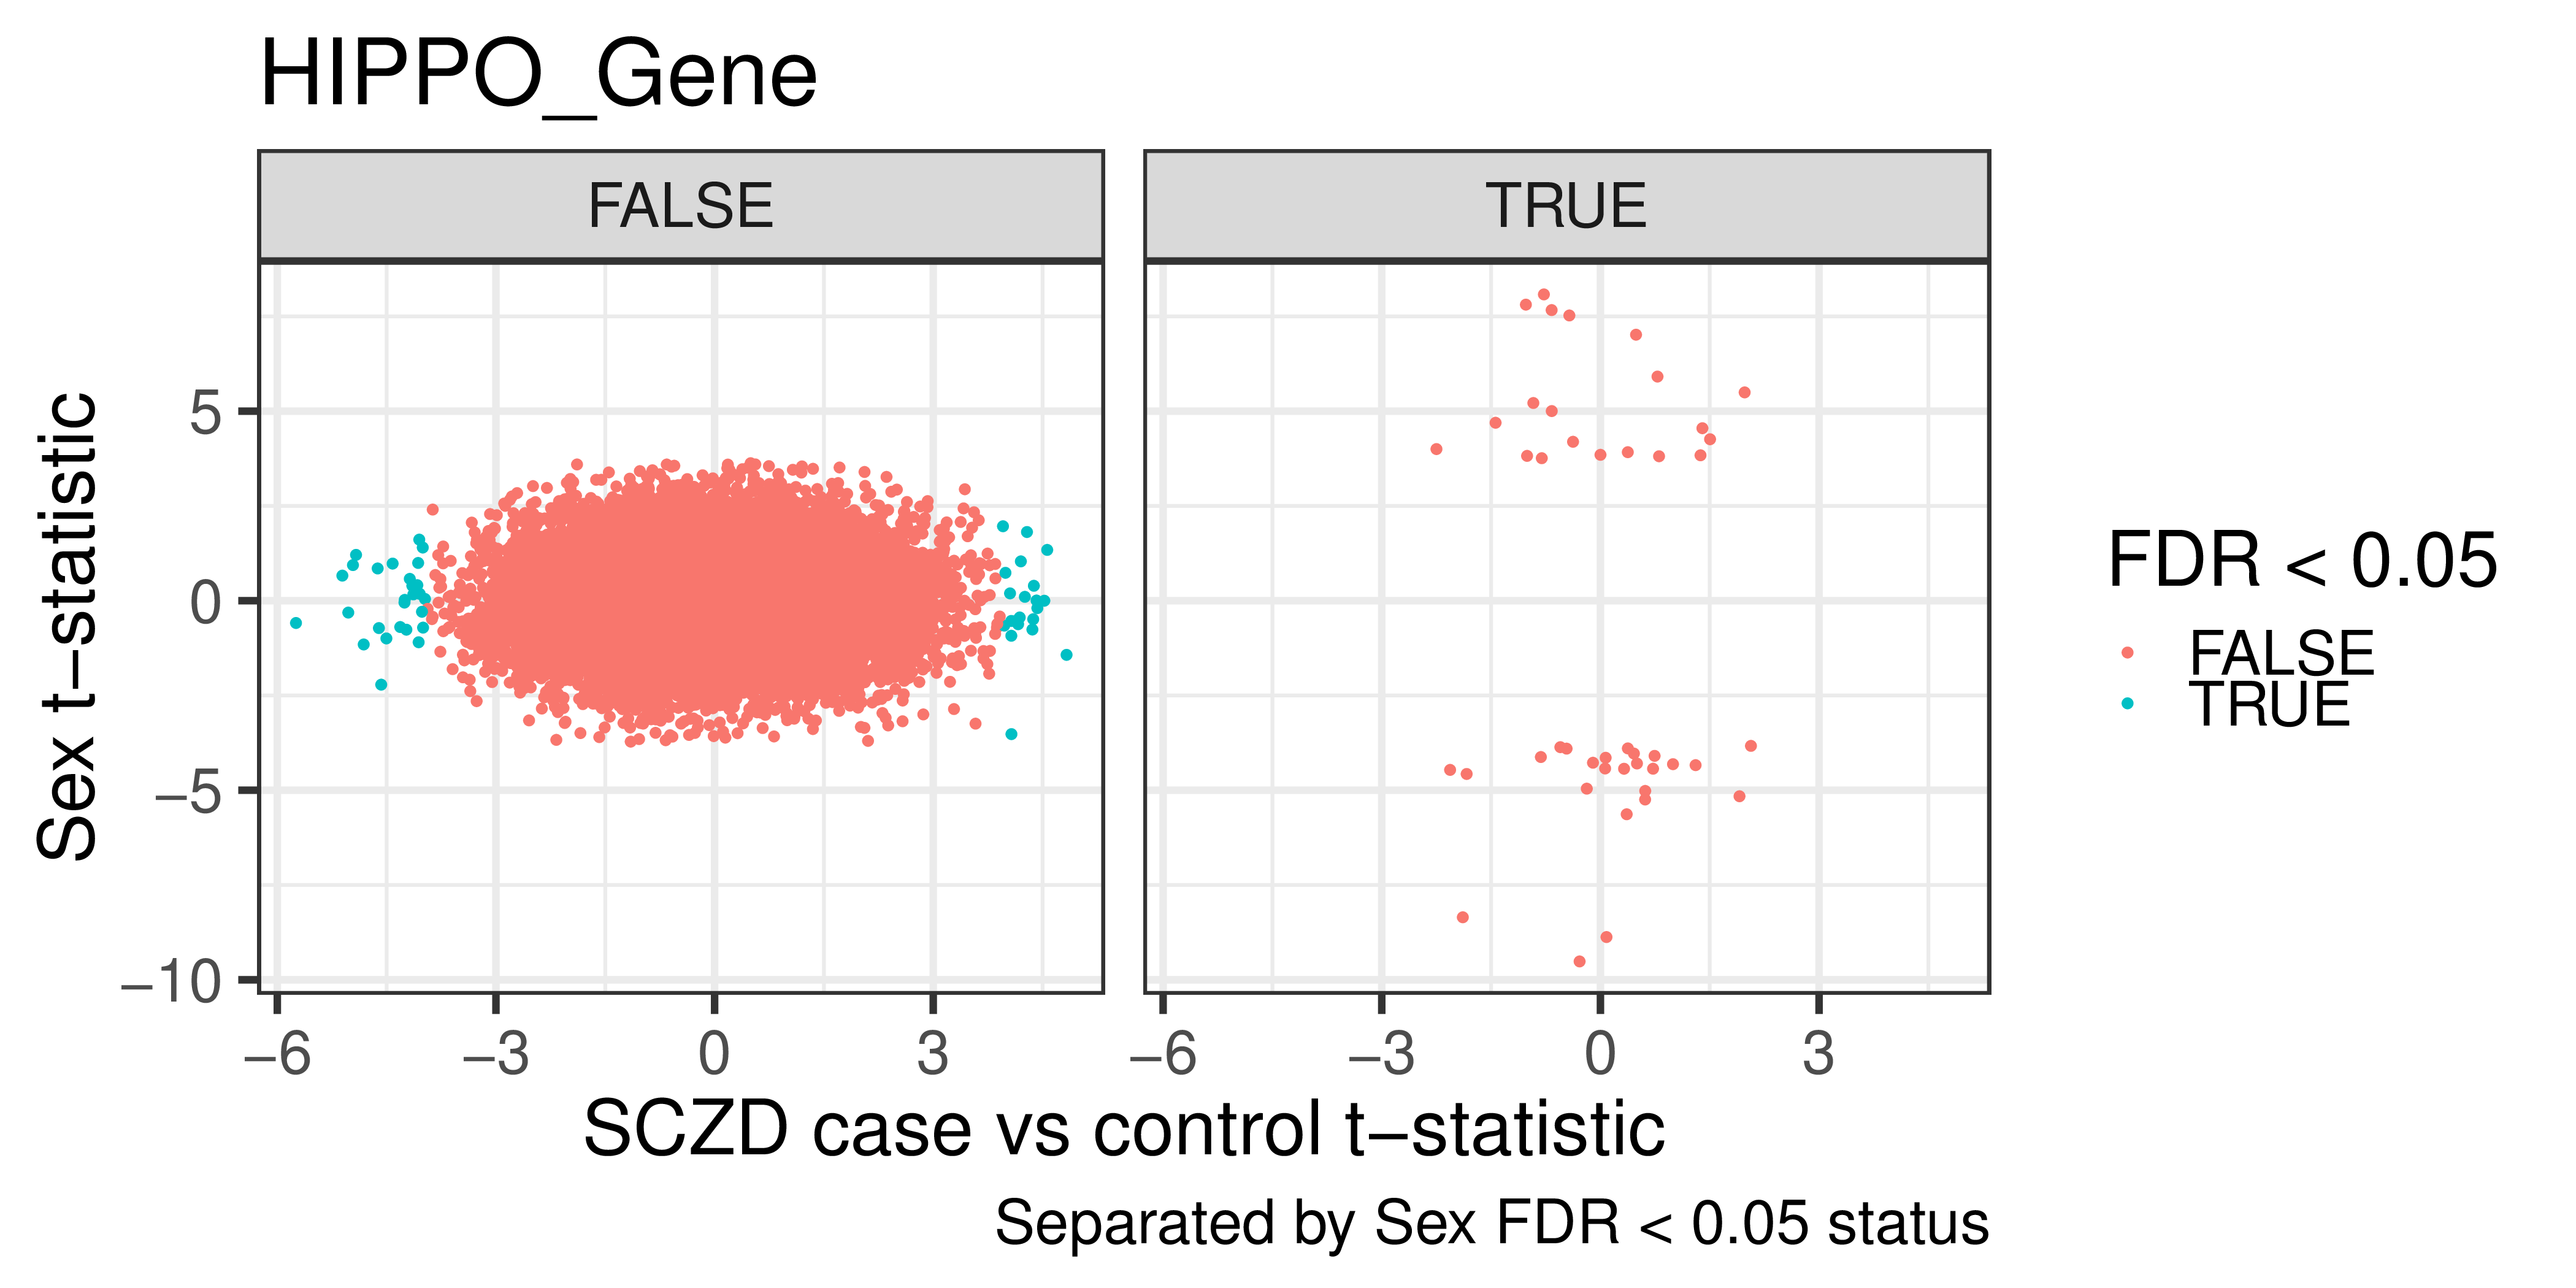 HIPPO_Gene
FALSE
TRUE
Sex t−statistic
5
0
−5
−10
−6
−3
0
3
−6
−3
0
3
SCZD case vs control t−statistic
Separated by Sex FDR < 0.05 status
FDR < 0.05
FALSE
TRUE